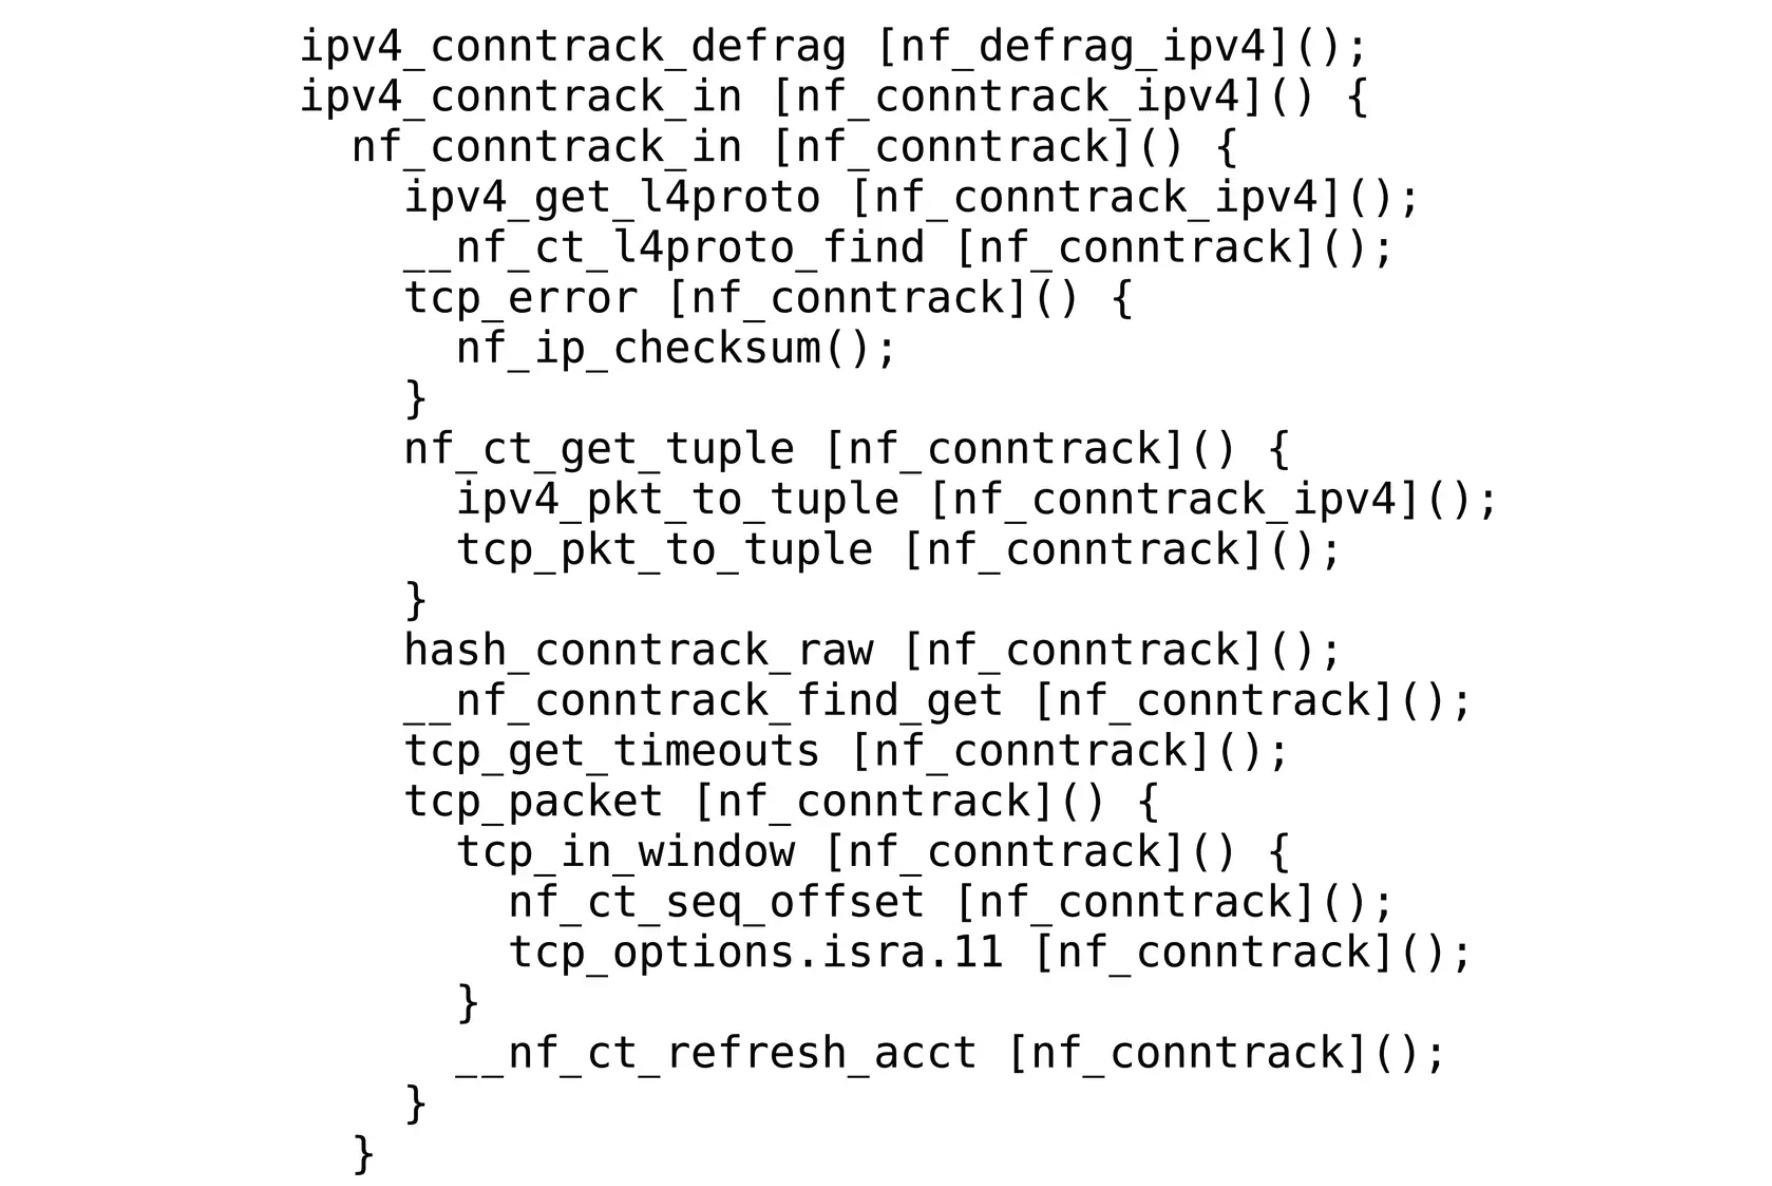 ipv4_conntrack_defrag [nf_defrag_ipv4]();
ipv4_conntrack_in [nf_conntrack_ipv4]() {
  nf_conntrack_in [nf_conntrack]() {
    ipv4_get_l4proto [nf_conntrack_ipv4]();
    __nf_ct_l4proto_find [nf_conntrack]();
    tcp_error [nf_conntrack]() {
      nf_ip_checksum();
    }
    nf_ct_get_tuple [nf_conntrack]() {
      ipv4_pkt_to_tuple [nf_conntrack_ipv4]();
      tcp_pkt_to_tuple [nf_conntrack]();
    }
    hash_conntrack_raw [nf_conntrack]();
    __nf_conntrack_find_get [nf_conntrack]();
    tcp_get_timeouts [nf_conntrack]();
    tcp_packet [nf_conntrack]() {
      tcp_in_window [nf_conntrack]() {
        nf_ct_seq_offset [nf_conntrack]();
        tcp_options.isra.11 [nf_conntrack]();
      }
      __nf_ct_refresh_acct [nf_conntrack]();
    }
  }